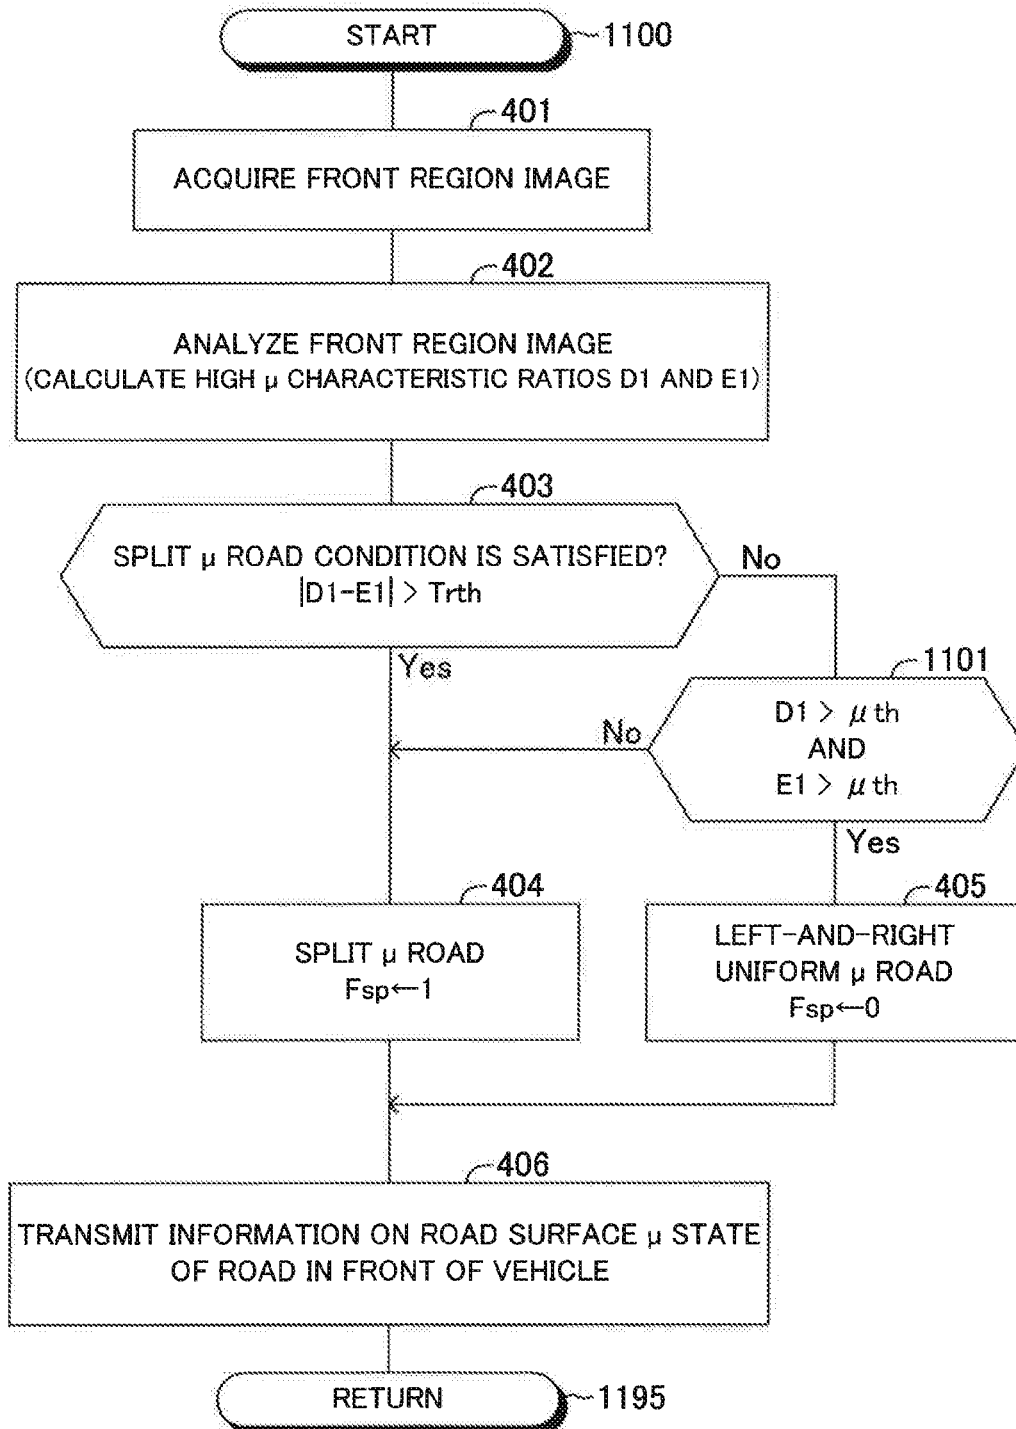 START
1100
401
ACQUIRE FRONT REGION IMAGE
402
ANALYZE FRONT REGION IMAGE
(CALCULATE HIGH μ CHARACTERISTIC RATIOS D1 AND E1)
403
SPLIT μ ROAD CONDITION IS SATISFIED?
|D1-E1| > Trth
No
Yes
1101
D1 > μth
AND
E1 > μth
No
Yes
404
SPLIT μ ROAD
Fsp←1
405
LEFT-AND-RIGHT
UNIFORM μ ROAD
Fsp←0
406
TRANSMIT INFORMATION ON ROAD SURFACE μ STATE
OF ROAD IN FRONT OF VEHICLE
RETURN
1195